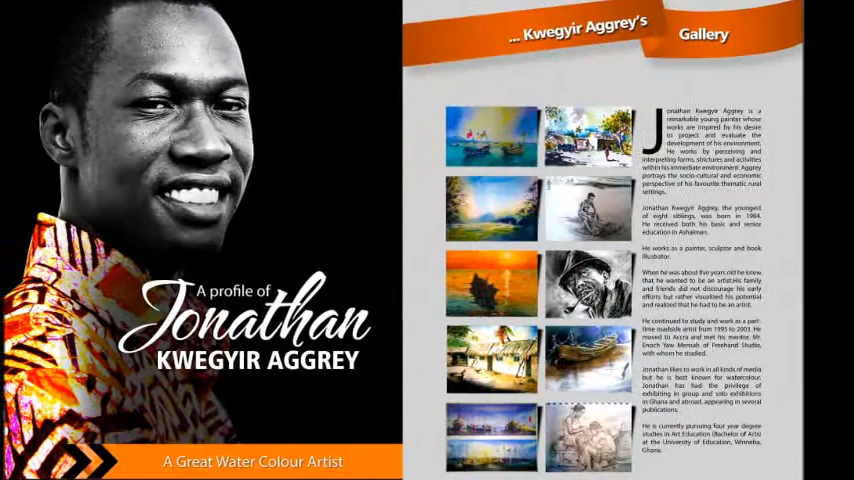 A profile of
Jonathan
KWEGYIR AGGREY
A Great Water Colour Artist
... Kwegyir Aggrey's
Gallery
Jonathan Kwegyir Aggrey is a
remarkable young painter whose
works are inspired by his desire
to project and evaluate the
development of his environment.
He works by perceiving and
interpreting forms, strictures and activities
within his immediate environment. Aggrey
portrays the socio-cultural and economic
perspective of his favourite thematic rural
settings.
Jonathan Kwegyir Aggrey, the youngest
of eight siblings, was born in 1984.
He received both his basic and senior
education in Ashaiman.
He works as a painter, sculptor and book
illustrator.
When he was about five years old he knew
that he wanted to be an artist.His family
and friends did not discourage his early
efforts but rather visualized his potential
and realized that he had to be an artist.
He continued to study and work as a part-
time roadside artist from 1995 to 2003. He
moved to Accra and met his mentor, Mr.
Enoch Yaw Mensah of Freehand Studio,
with whom he studied.
Jonathan likes to work in all kinds of media
but he is best known for watercolour.
Jonathan has had the privilege of
exhibiting in group and solo exhibitions
in Ghana and abroad, appearing in several
publications.
He is currently pursuing four year degree
studies in Art Education (Bachelor of Arts)
at the University of Education, Winneba,
Ghana.